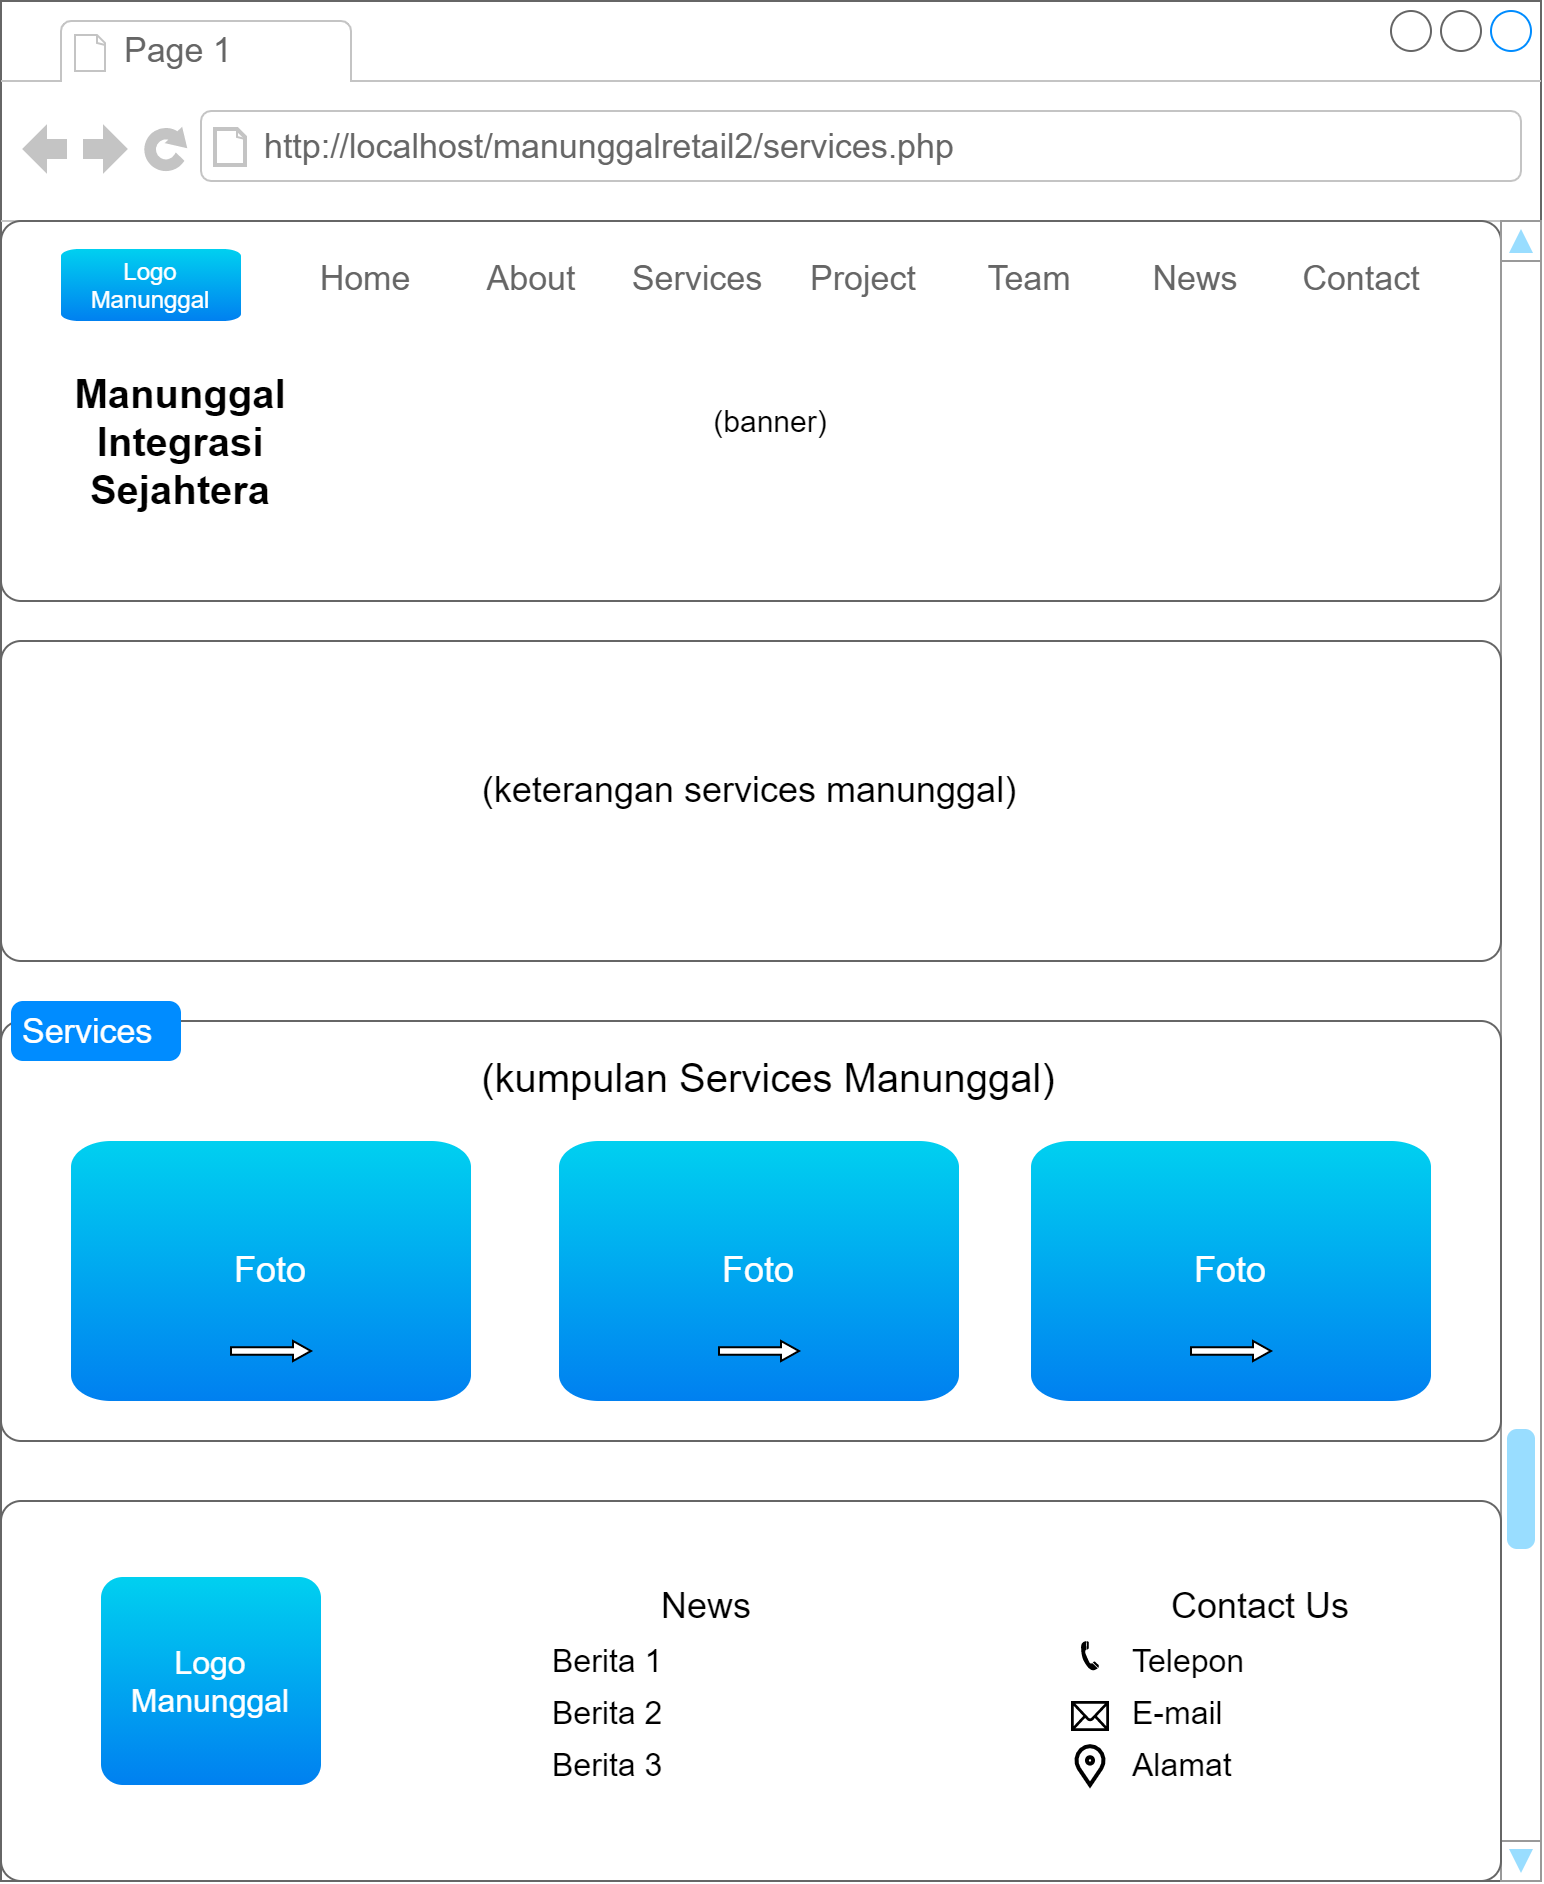 Page 1
http://localhost/manunggalretail2/services.php
Logo
Manunggal
Home About Services Project Team News Contact
Manunggal
Integrasi
Sejahtera
(banner)
(keterangan services manunggal)
Services
(kumpulan Services Manunggal)
Foto Foto Foto
Logo
Manunggal
News
Berita 1
Berita 2
Berita 3
Contact Us
Telepon
E-mail
Alamat